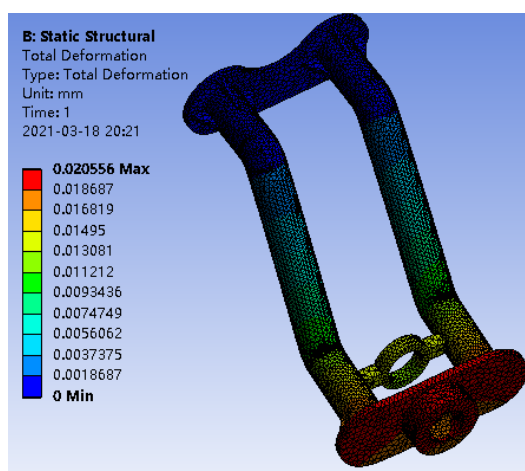 B: Static Structural
Total Deformation
Type: Total Deformation
Unit: mm
Time: 1
2021-03-18 20:21
0.020556 Max
0.018687
0.016819
0.01495
0.013081
0.011212
0.0093436
0.0074749
0.0056062
0.0037375
0.0018687
0 Min